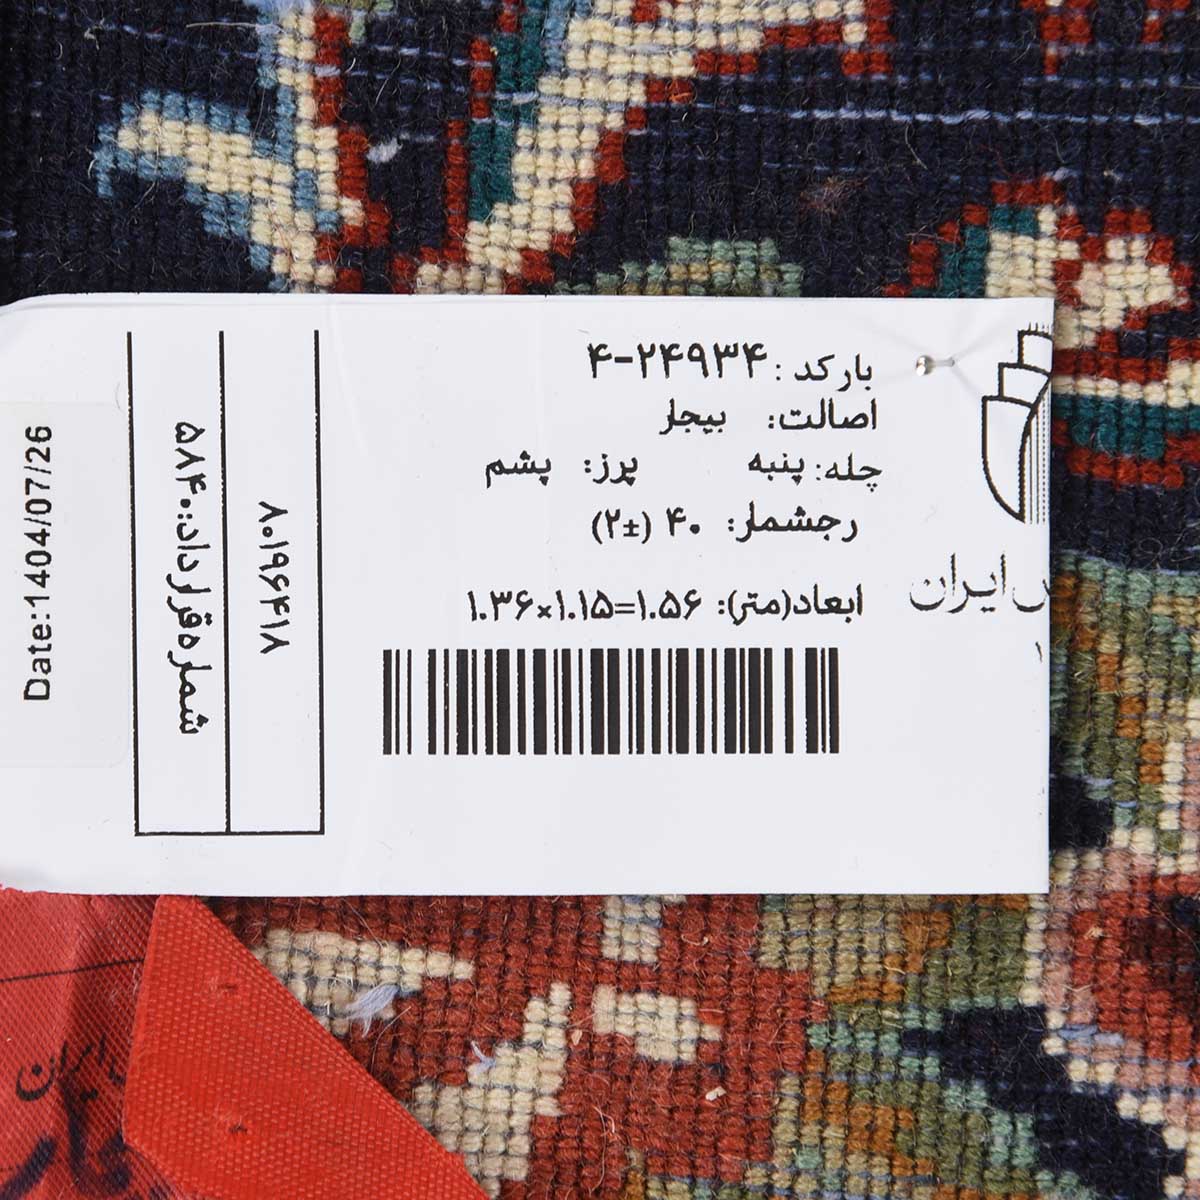 بارکد: ۴-۲۴۹۳۴
اصالت: بیجار
چله: پنبه پرز: پشم
رجشمار: ۴۰ (±۲)
ابعاد(متر): ۱.۳۶×۱.۱۵=۱.۵۶
ایران
۸۰۱۹۶۴۱۸
شماره قرارداد: ۵۸۴۰
Date:1404/07/26
ایران